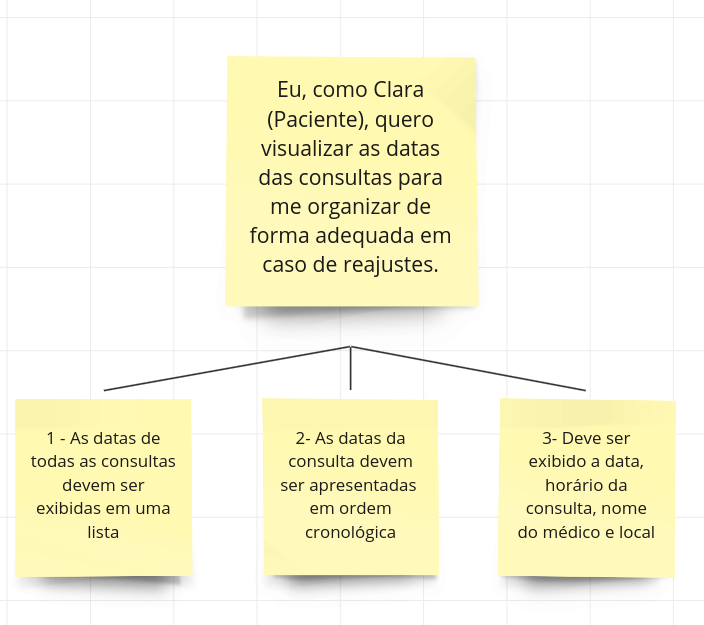 Eu, como Clara
(Paciente), quero
visualizar as datas
das consultas para
me organizar de
forma adequada em
caso de reajustes.
1 - As datas de
todas as consultas
devem ser
exibidas em uma
lista
2- As datas da
consulta devem
ser apresentadas
em ordem
cronológica
3- Deve ser
exibido a data,
horário da
consulta, nome
do médico e local